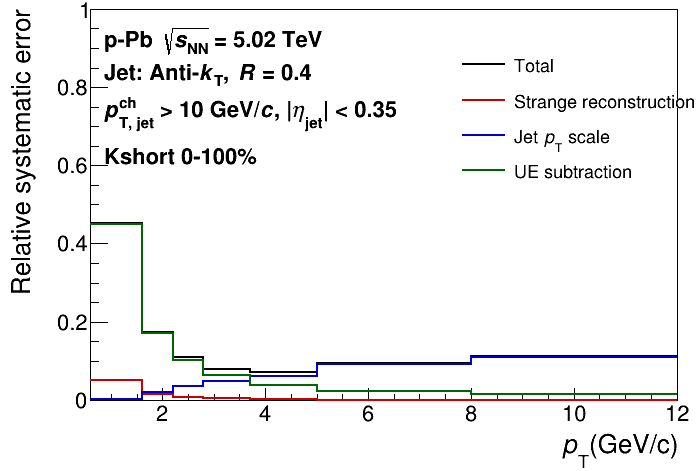 Relative systematic error
1
0.8
0.6
0.4
0.2
0
p-Pb √sNN = 5.02 TeV
Jet: Anti-kT, R = 0.4
p^ch_T, jet > 10 GeV/c, |ηjet| < 0.35
Kshort 0-100%
Total
Strange reconstruction
Jet pT scale
UE subtraction
2 4 6 8 10 12
pT(GeV/c)